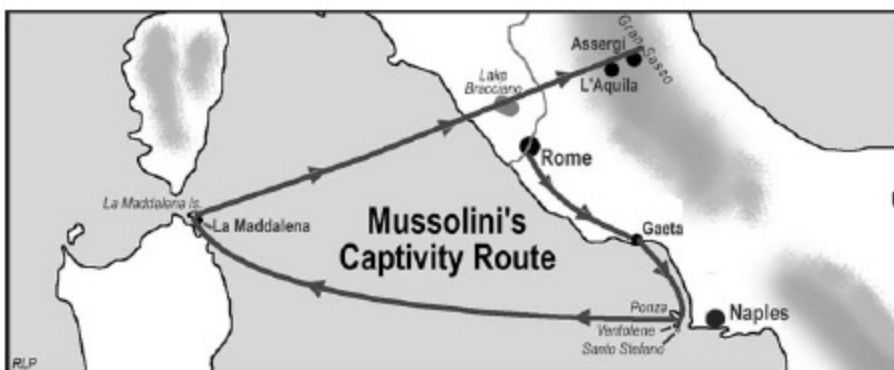 Gran Sasso
Assergi
L'Aquila
Lake
Bracciano
Rome
La Maddalena Is.
La Maddalena
Mussolini's
Captivity Route
Gaeta
Ponza
Ventolene
Santo Stefano
Naples
RLP